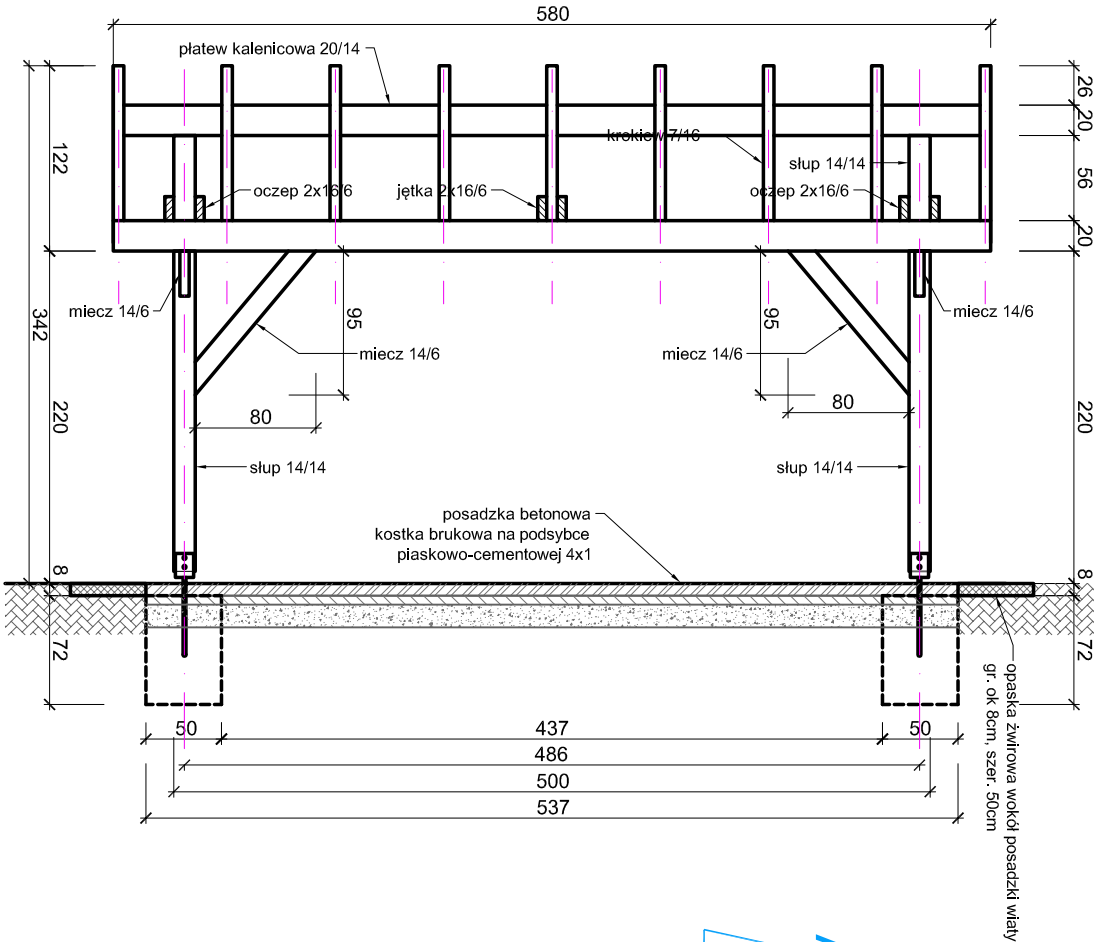 580
płatew kalenicowa 20/14
26
20
krokiew 7/16
122
słup 14/14
56
oczep 2x16/6
jętka 2x16/6
oczep 2x16/6
20
miecz 14/6
miecz 14/6
342
95
95
miecz 14/6
miecz 14/6
220
220
80
80
słup 14/14
słup 14/14
posadzka betonowa
kostka brukowa na podsybce
piaskowo-cementowej 4x1
8
8
72
72
opaska żwirowa wokół posadzki wiaty
gr. ok 8cm, szer. 50cm
50
437
50
486
500
537